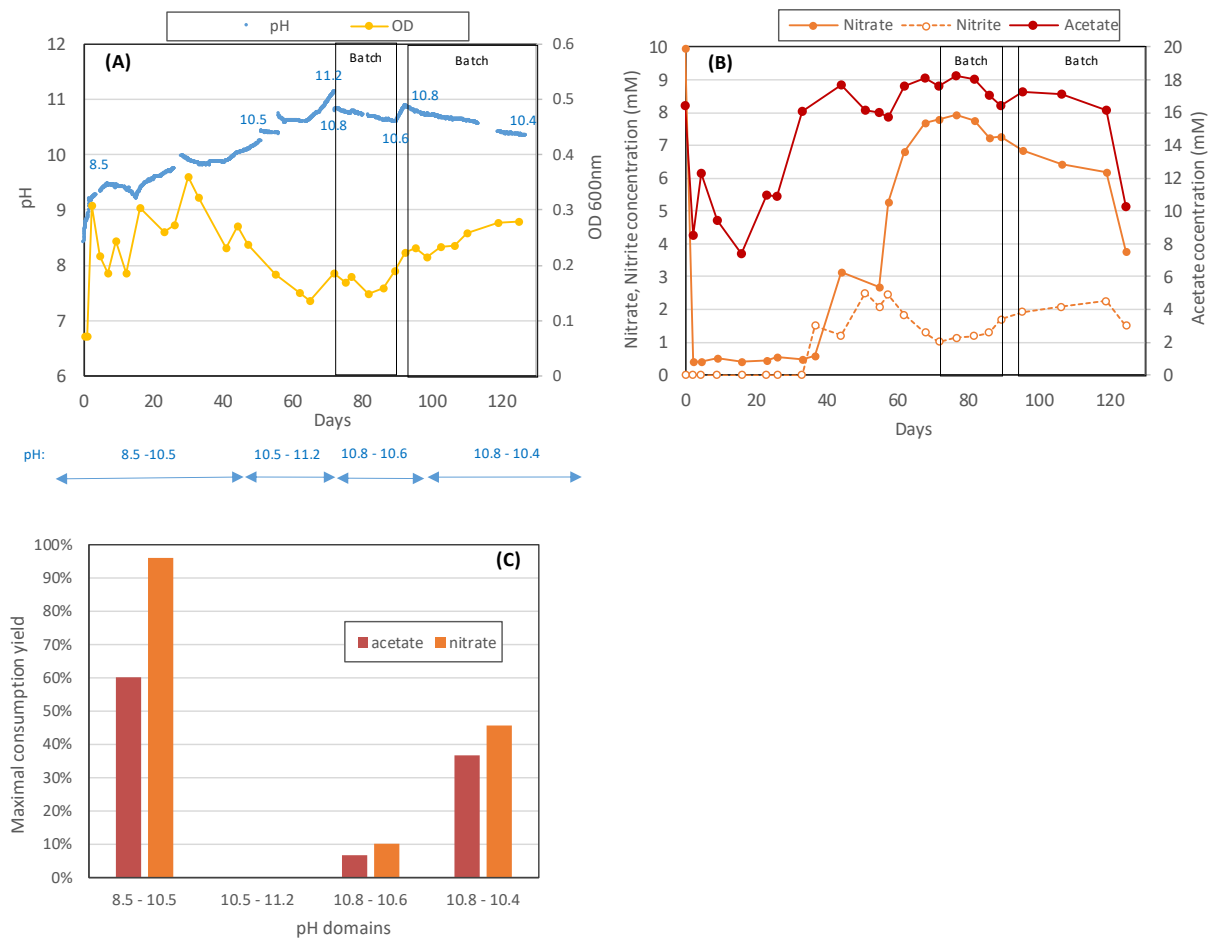 pH OD
(A)
Batch
Batch
12
11
10
9
8
7
6
pH
0.6
0.5
0.4
0.3
0.2
0.1
0
OD 600nm
8.5
10.5
11.2
10.8
10.6
10.8
10.4
0 20 40 60 80 100 120
Days
pH: 8.5 -10.5 10.5 - 11.2 10.8 - 10.6 10.8 - 10.4
Nitrate Nitrite Acetate
(B)
Batch
Batch
10
9
8
7
6
5
4
3
2
1
0
Nitrate, Nitrite concentration (mM)
20
18
16
14
12
10
8
6
4
2
0
Acetate cocentration (mM)
0 20 40 60 80 100 120
Days
(C)
100%
90%
80%
70%
60%
50%
40%
30%
20%
10%
0%
Maximal consumption yield
acetate nitrate
8.5 - 10.5 10.5 - 11.2 10.8 - 10.6 10.8 - 10.4
pH domains